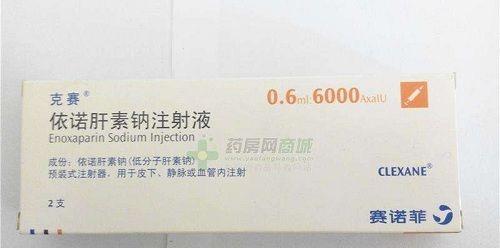 克赛®
0.6ml:6000AxaIU
依诺肝素钠注射液
Enoxaparin Sodium Injection
药房网商城
www.yaofangwang.com
成份：依诺肝素钠(低分子肝素钠)
预装式注射器，用于皮下、静脉或血管内注射
CLEXANE®
2支
赛诺菲